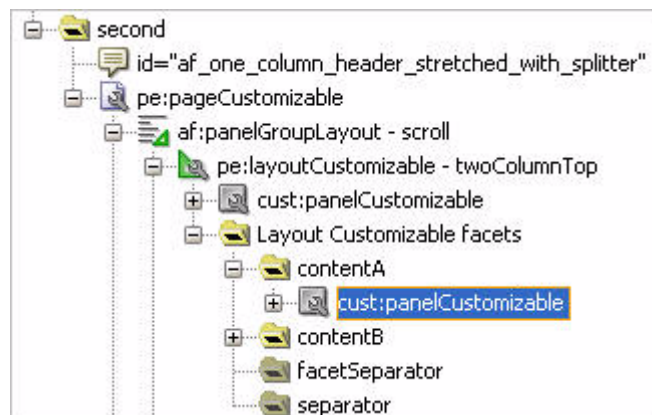 second
id="af_one_column_header_stretched_with_splitter"
pe:pageCustomizable
af:panelGroupLayout - scroll
pe:layoutCustomizable - twoColumnTop
cust:panelCustomizable
Layout Customizable facets
contentA
cust:panelCustomizable
contentB
facetSeparator
separator